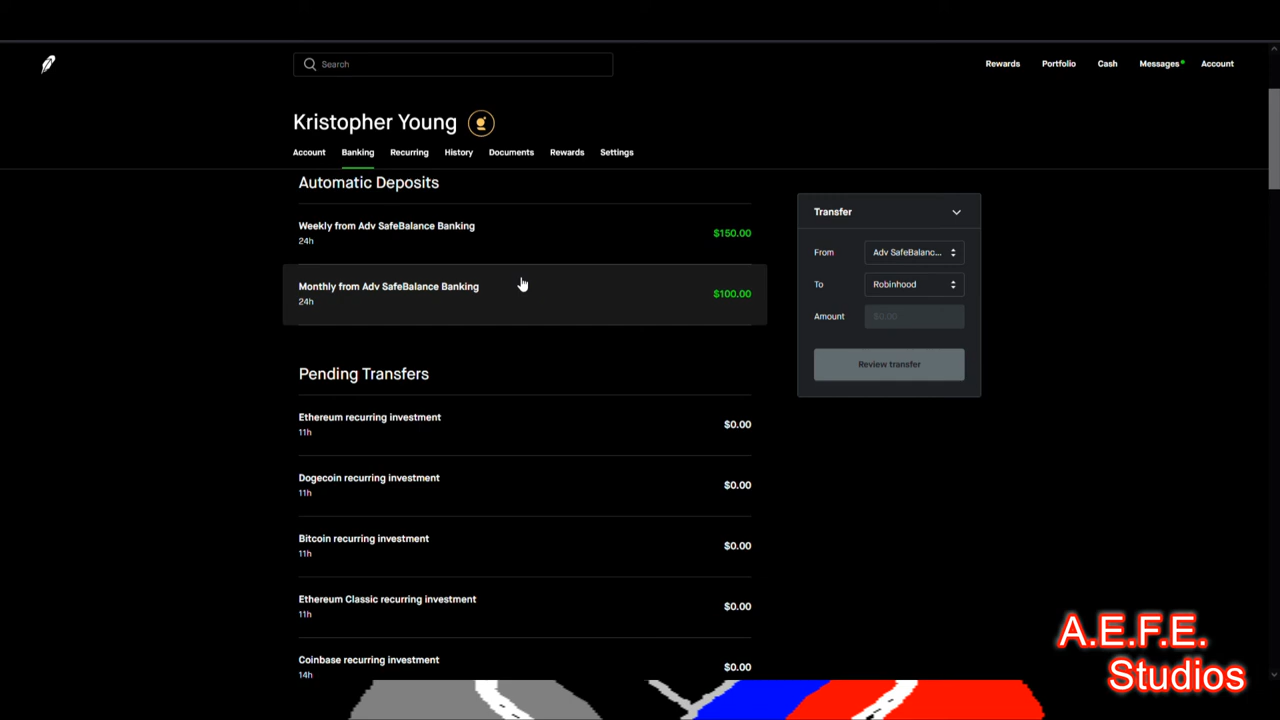 Search
Rewards
Portfolio
Cash
Messages
Account
Kristopher Young
Account
Banking
Recurring
History
Documents
Rewards
Settings
Automatic Deposits
Weekly from Adv SafeBalance Banking
24h
$150.00
Monthly from Adv SafeBalance Banking
24h
$100.00
Pending Transfers
Ethereum recurring investment
11h
$0.00
Dogecoin recurring investment
11h
$0.00
Bitcoin recurring investment
11h
$0.00
Ethereum Classic recurring investment
11h
$0.00
Coinbase recurring investment
14h
$0.00
Transfer
From
Adv SafeBalanc...
To
Robinhood
Amount
$0.00
Review transfer
A.E.F.E.
Studios